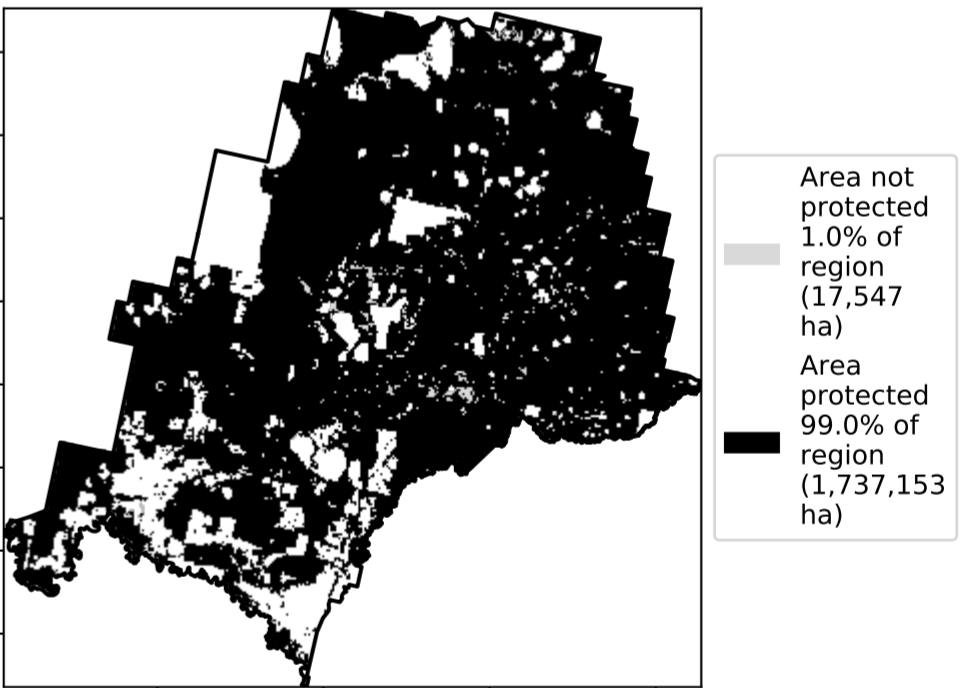 Area not
protected
1.0% of
region
(17,547
ha)
Area
protected
99.0% of
region
(1,737,153
ha)